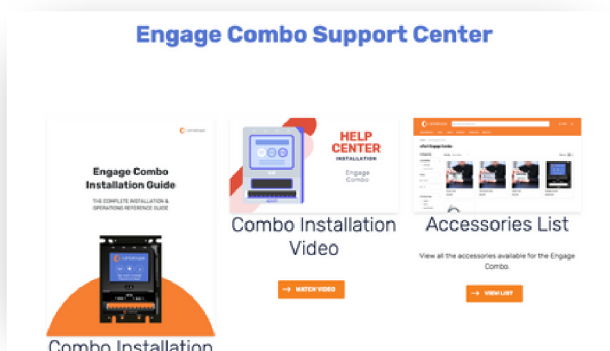 Engage Combo Support Center
Engage Combo
Installation Guide
THE COMPLETE INSTALLATION &
OPERATIONS REFERENCE GUIDE
Combo Installation
HELP
CENTER
INSTALLATION
Engage
Combo
Combo Installation
Video
→ WATCH VIDEO
Accessories List
View all the accessories available for the Engage
Combo.
→ VIEW LIST